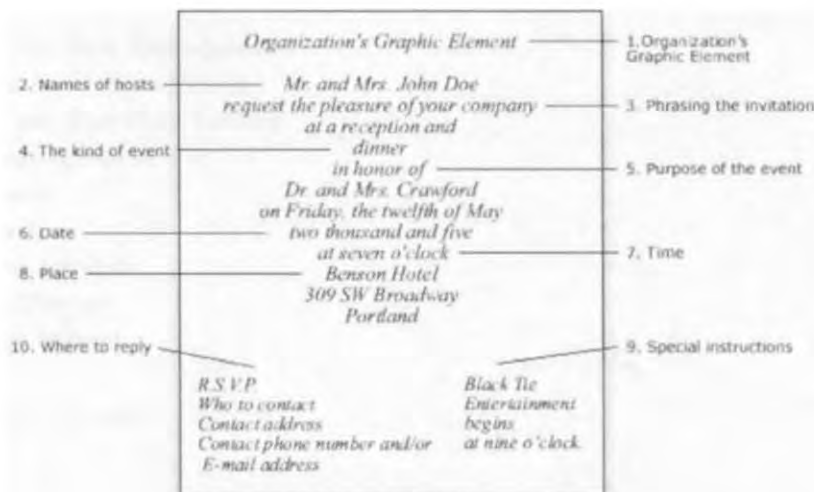 Organization's Graphic Element
1. Organization's
Graphic Element
2. Names of hosts
Mr. and Mrs. John Doe
request the pleasure of your company
3. Phrasing the invitation
at a reception and
4. The kind of event
dinner
in honor of
5. Purpose of the event
Dr. and Mrs. Crawford
on Friday, the twelfth of May
6. Date
two thousand and five
at seven o'clock
7. Time
8. Place
Benson Hotel
309 SW Broadway
Portland
10. Where to reply
9. Special instructions
R.S.V.P.
Who to contact
Contact address
Contact phone number and/or
E-mail address
Black Tie
Entertainment
begins
at nine o'clock